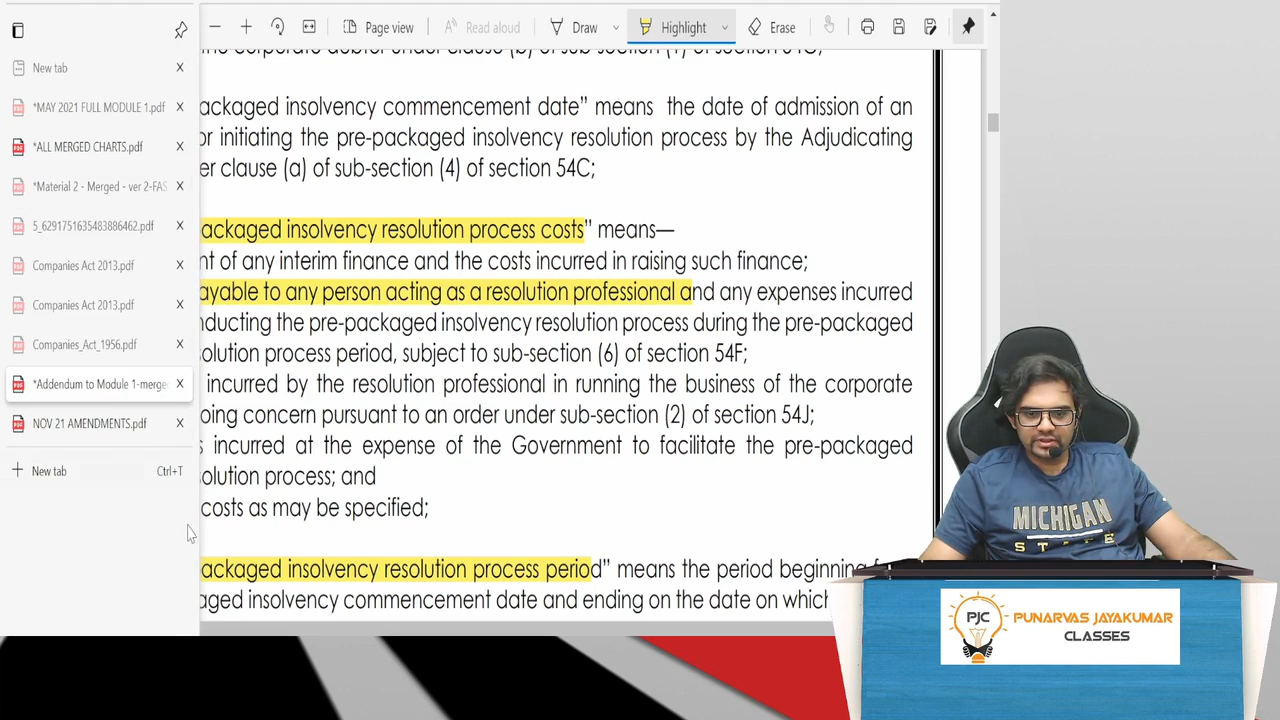 Page view
Read aloud
Draw
Highlight
Erase
New tab
*MAY 2021 FULL MODULE 1.pdf
*ALL MERGED CHARTS.pdf
*Material 2 - Merged - ver 2-FAS
5_6291751635483886462.pdf
Companies Act 2013.pdf
Companies Act 2013.pdf
Companies_Act_1956.pdf
*Addendum to Module 1-merge
NOV 21 AMENDMENTS.pdf
New tab Ctrl+T
ackaged insolvency commencement date” means the date of admission of an
or initiating the pre-packaged insolvency resolution process by the Adjudicating
er clause (a) of sub-section (4) of section 54C;
ackaged insolvency resolution process costs” means—
nt of any interim finance and the costs incurred in raising such finance;
ayable to any person acting as a resolution professional and any expenses incurred
nducting the pre-packaged insolvency resolution process during the pre-packaged
solution process period, subject to sub-section (6) of section 54F;
incurred by the resolution professional in running the business of the corporate
oing concern pursuant to an order under sub-section (2) of section 54J;
s incurred at the expense of the Government to facilitate the pre-packaged
solution process; and
costs as may be specified;
ackaged insolvency resolution process period” means the period beginning
aged insolvency commencement date and ending on the date on which
MICHIGAN
STATE
PJC
PUNARVAS JAYAKUMAR
CLASSES